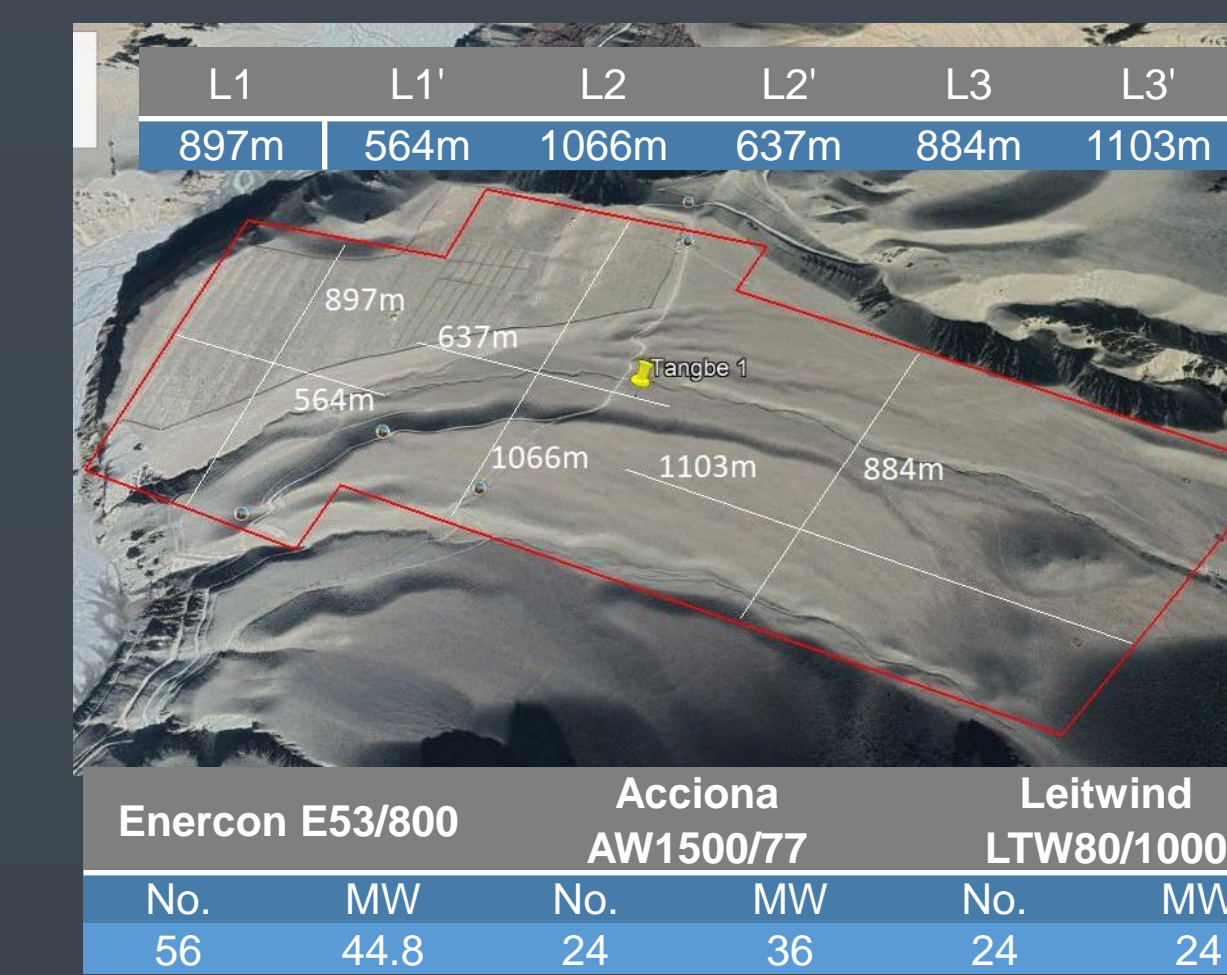 L1 L1' L2 L2' L3 L3'
897m 564m 1066m 637m 884m 1103m
897m
637m
Tangbe 1
564m
1066m 1103m 884m
Enercon E53/800 Acciona AW1500/77 Leitwind LTW80/1000
No. MW No. MW No. MW
56 44.8 24 36 24 24